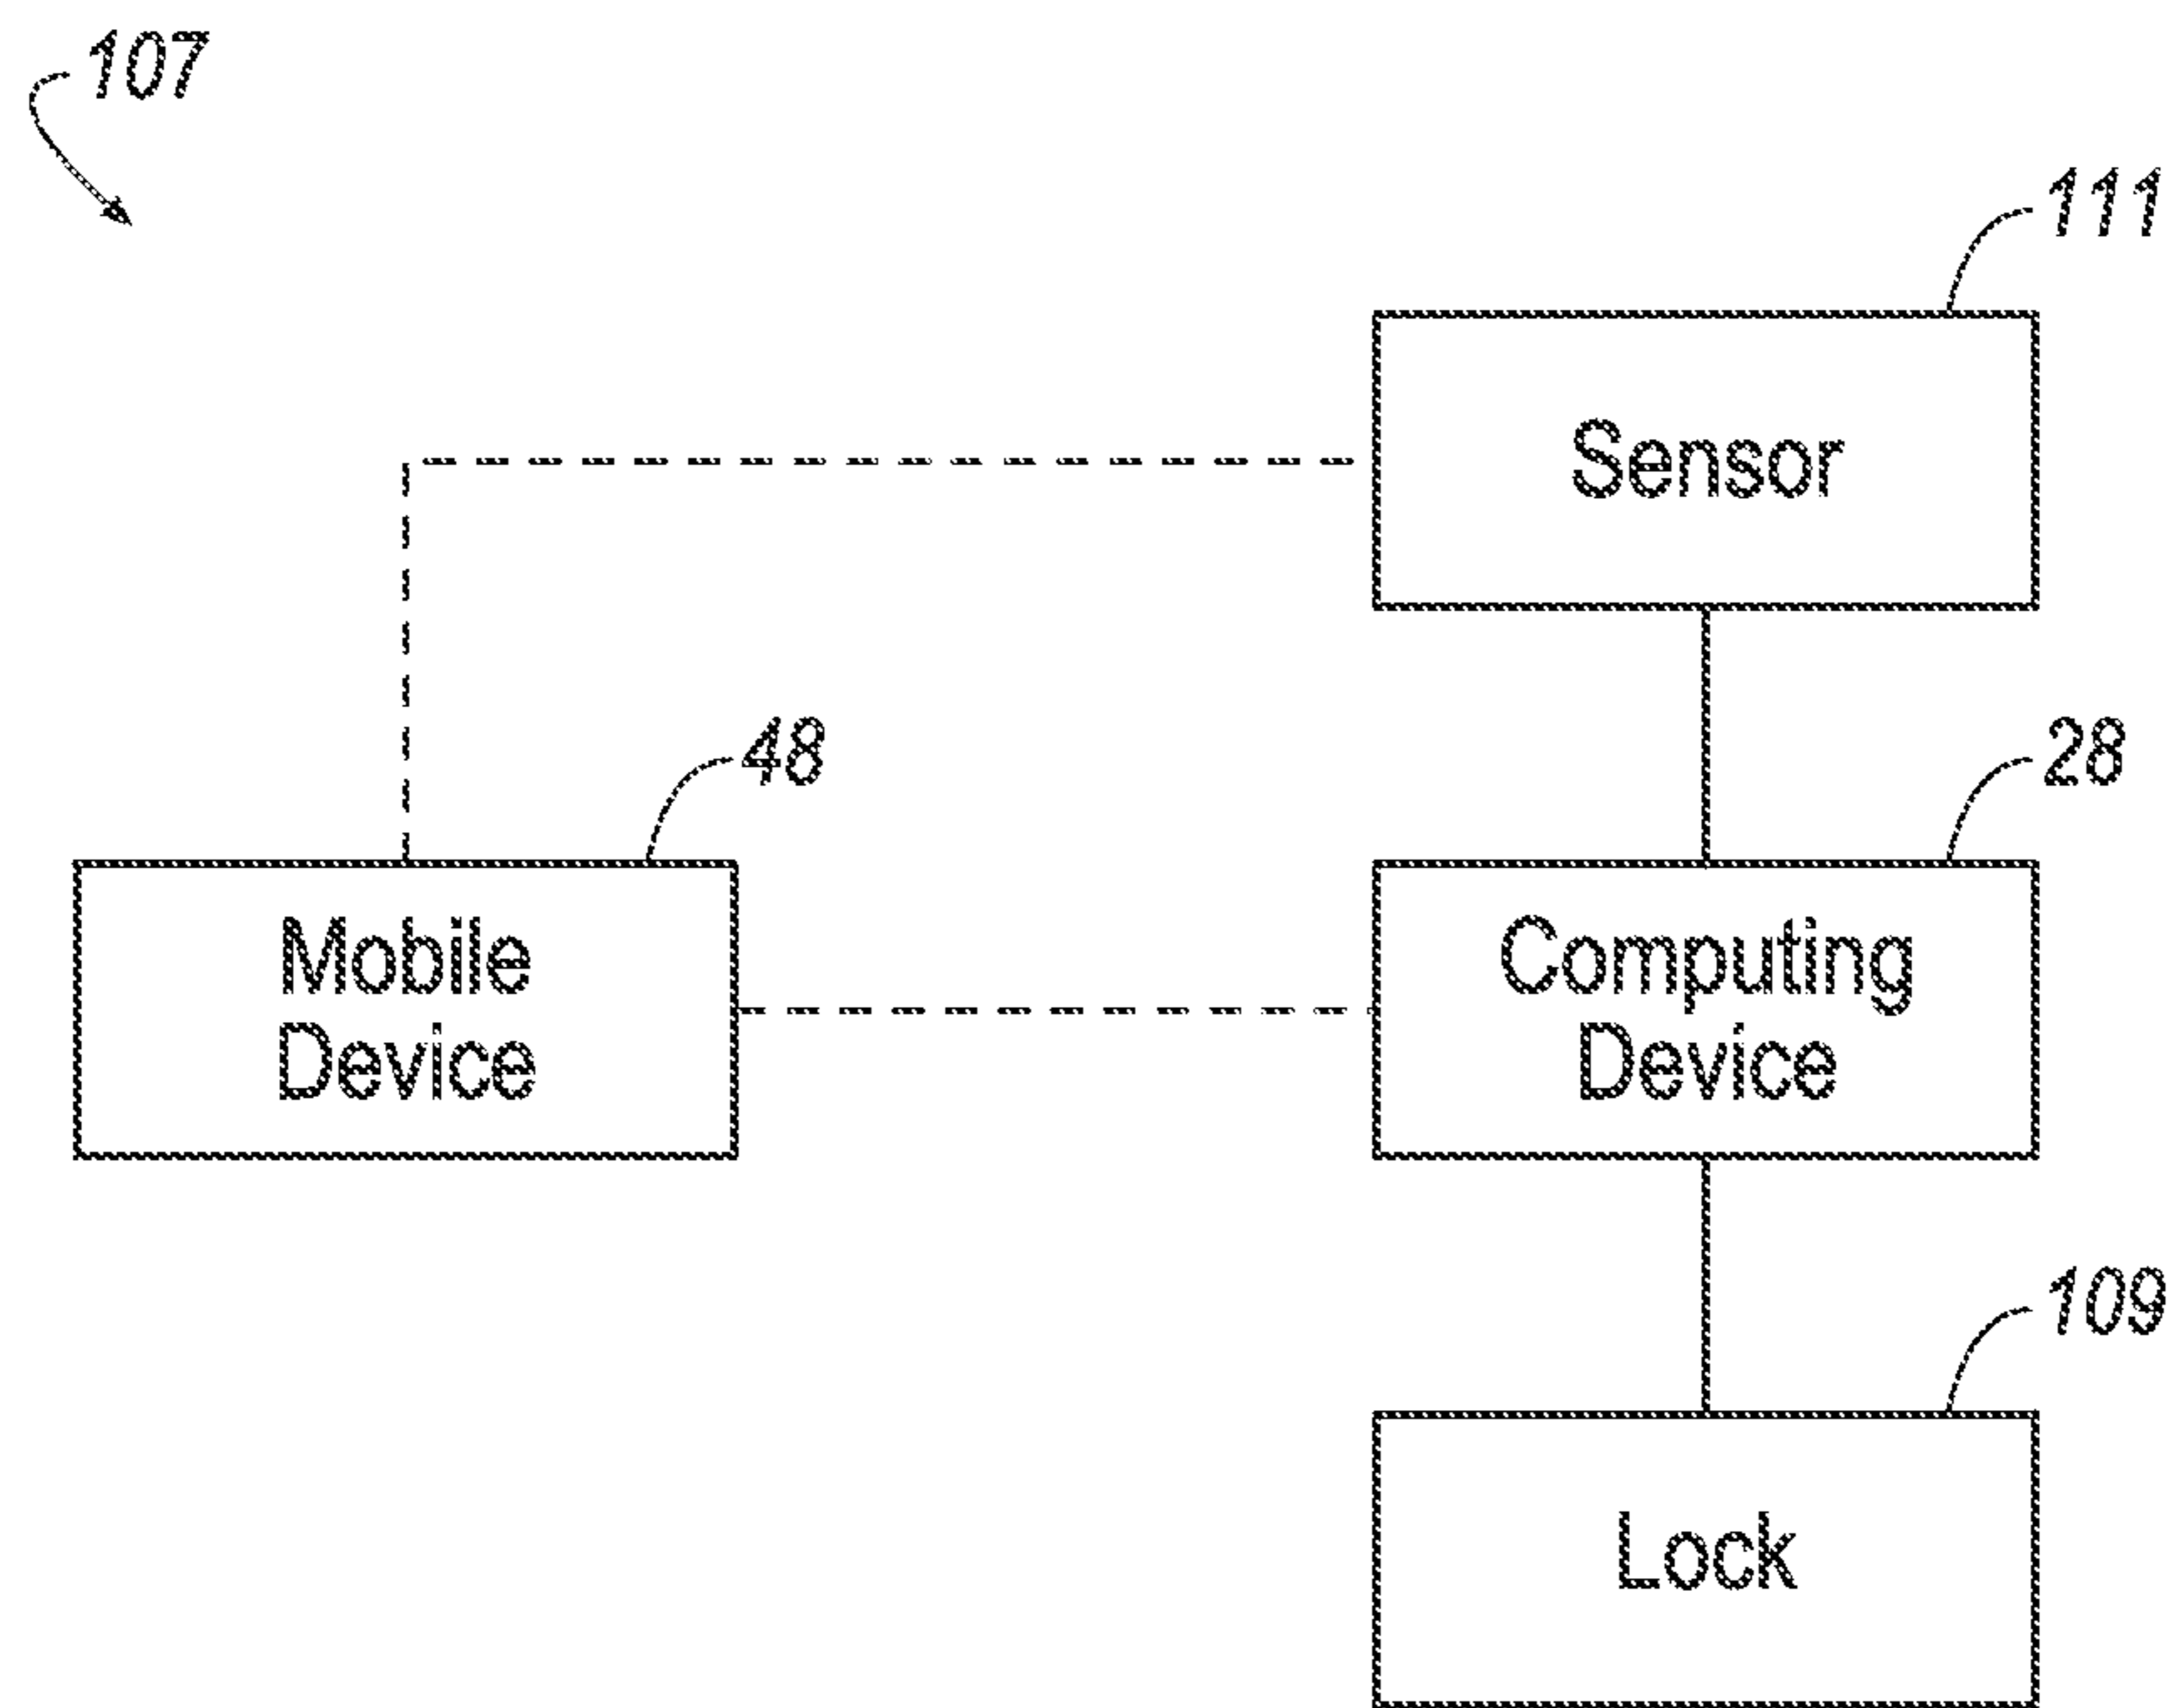 107
111
Sensor
48
28
Mobile
Device
Computing
Device
109
Lock